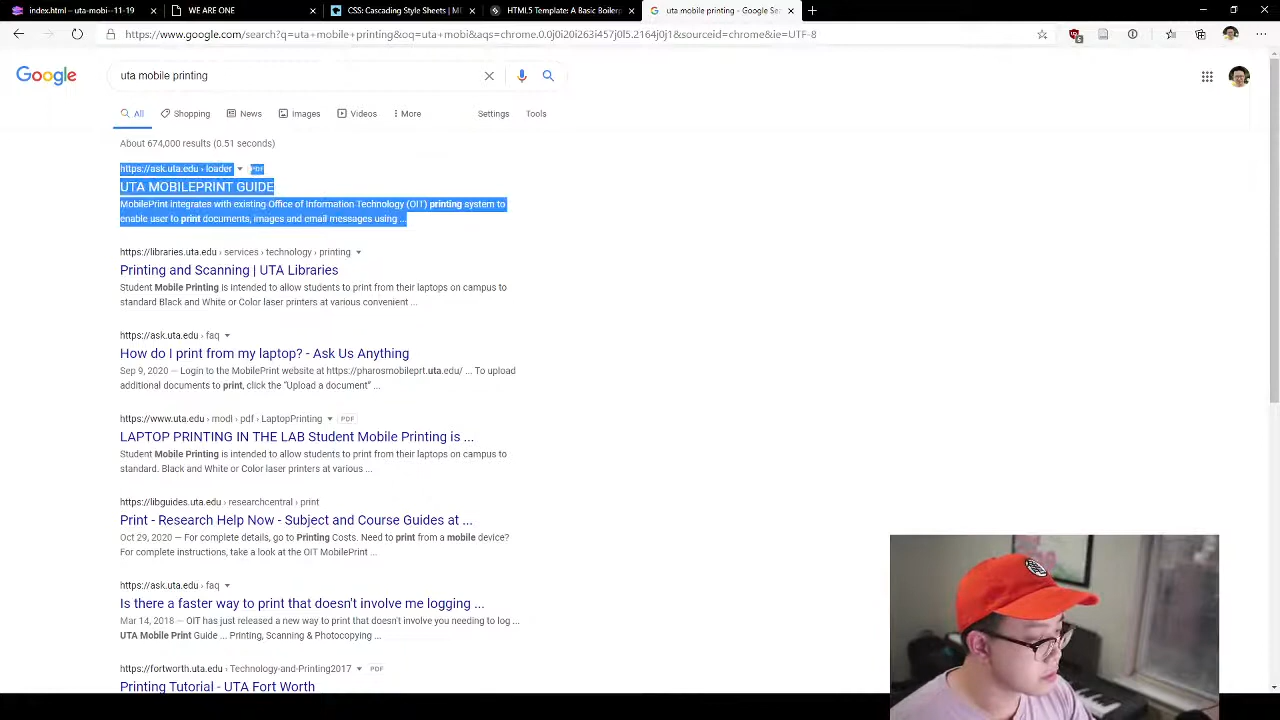 index.html – uta-mobi--11-19
WE ARE ONE
CSS: Cascading Style Sheets | M
HTML5 Template: A Basic Boilerp
uta mobile printing - Google Se
https://www.google.com/search?q=uta+mobile+printing&oq=uta+mobi&aqs=chrome.0.0j0i20i263i457j0l5.2164j0j1&sourceid=chrome&ie=UTF-8
Google
uta mobile printing
All
Shopping
News
Images
Videos
More
Settings
Tools
About 674,000 results (0.51 seconds)
https://ask.uta.edu › loader PDF
UTA MOBILEPRINT GUIDE
MobilePrint integrates with existing Office of Information Technology (OIT) printing system to
enable user to print documents, images and email messages using ...
https://libraries.uta.edu › services › technology › printing
Printing and Scanning | UTA Libraries
Student Mobile Printing is intended to allow students to print from their laptops on campus to
standard Black and White or Color laser printers at various convenient ...
https://ask.uta.edu › faq
How do I print from my laptop? - Ask Us Anything
Sep 9, 2020 — Login to the MobilePrint website at https://pharosmobileprt.uta.edu/ ... To upload
additional documents to print, click the "Upload a document" ...
https://www.uta.edu › modl › pdf › LaptopPrinting PDF
LAPTOP PRINTING IN THE LAB Student Mobile Printing is ...
Student Mobile Printing is intended to allow students to print from their laptops on campus to
standard. Black and White or Color laser printers at various ...
https://libguides.uta.edu › researchcentral › print
Print - Research Help Now - Subject and Course Guides at ...
Oct 29, 2020 — For complete details, go to Printing Costs. Need to print from a mobile device?
For complete instructions, take a look at the OIT MobilePrint ...
https://ask.uta.edu › faq
Is there a faster way to print that doesn't involve me logging ...
Mar 14, 2018 — OIT has just released a new way to print that doesn't involve you needing to log ...
UTA Mobile Print Guide ... Printing, Scanning & Photocopying ...
https://fortworth.uta.edu › Technology-and-Printing2017 PDF
Printing Tutorial - UTA Fort Worth